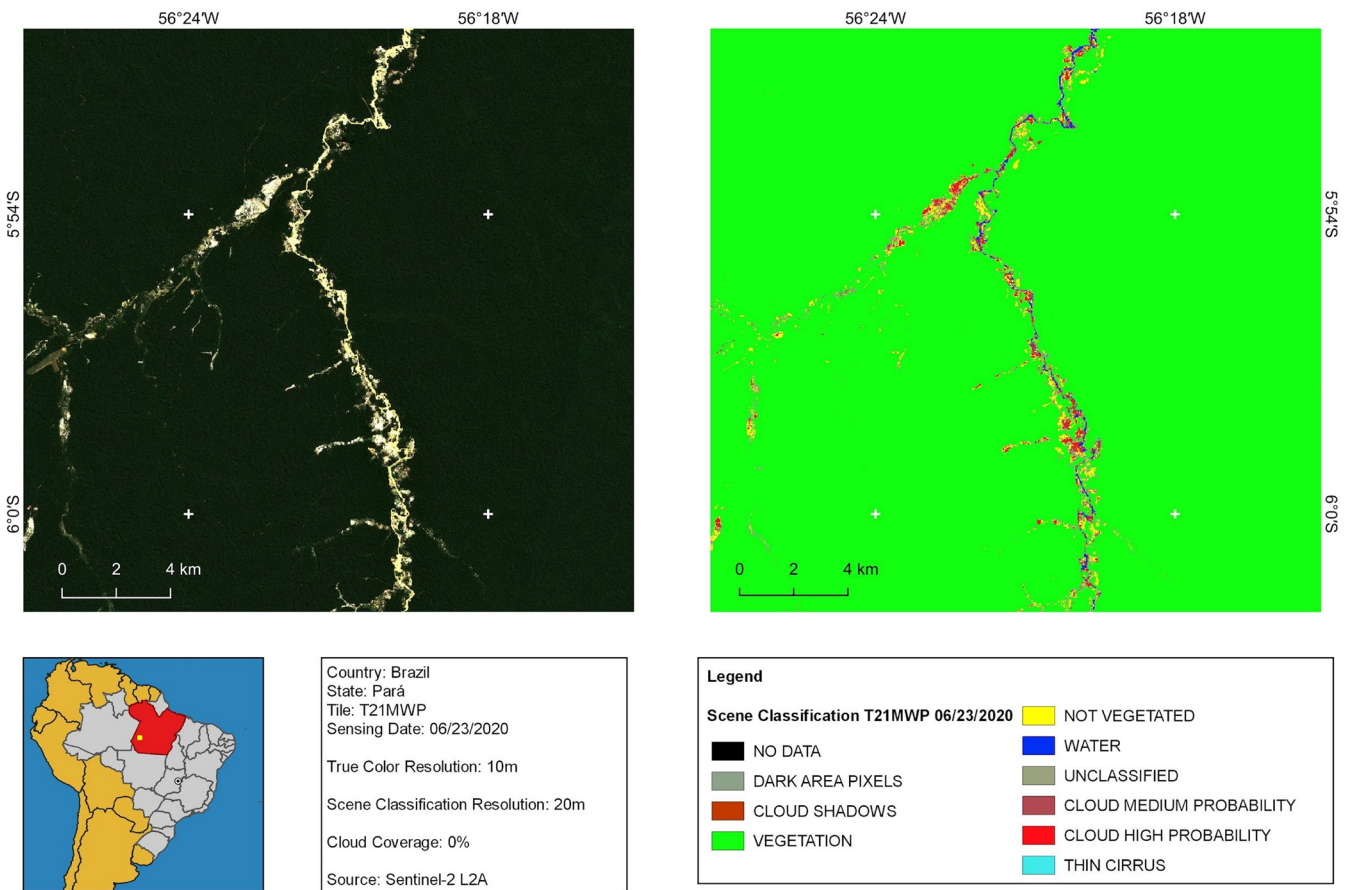 56°24'W 56°18'W 56°24'W 56°18'W
5°54'S 5°54'S
6°0'S 6°0'S
0 2 4 km 0 2 4 km
Country: Brazil
State: Pará
Tile: T21MWP
Sensing Date: 06/23/2020
True Color Resolution: 10m
Scene Classification Resolution: 20m
Cloud Coverage: 0%
Source: Sentinel-2 L2A
Legend
Scene Classification T21MWP 06/23/2020
NO DATA
DARK AREA PIXELS
CLOUD SHADOWS
VEGETATION
NOT VEGETATED
WATER
UNCLASSIFIED
CLOUD MEDIUM PROBABILITY
CLOUD HIGH PROBABILITY
THIN CIRRUS